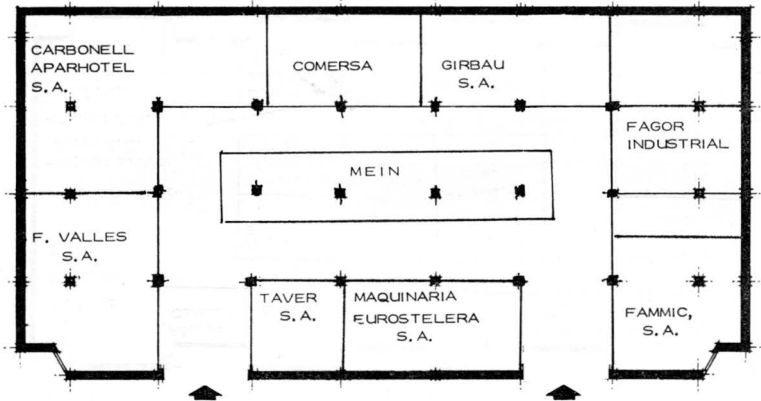 CARBONELL
APARHOTEL
S. A.
COMERSA
GIRBAU
S. A.
FAGOR
INDUSTRIAL
MEIN
F. VALLES
S. A.
TAVER
S. A.
MAQUINARIA
EUROSTELERA
S. A.
FAMMIC,
S. A.